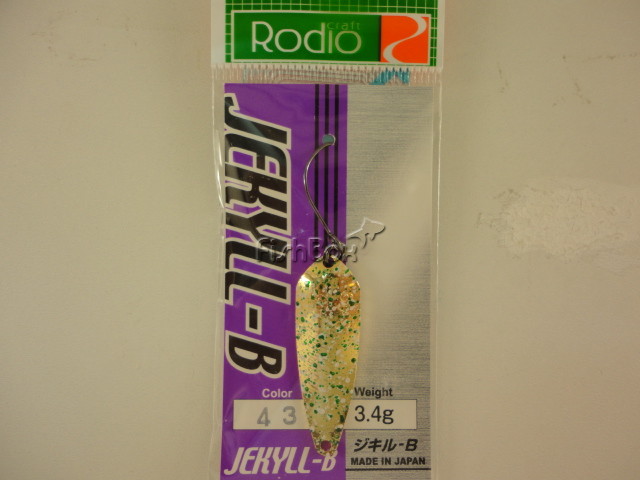 craft
Rodio
JEKYLL-B
FishBox
Color
43
Weight
3.4g
ジキル-B
JEKYLL-B
MADE IN JAPAN